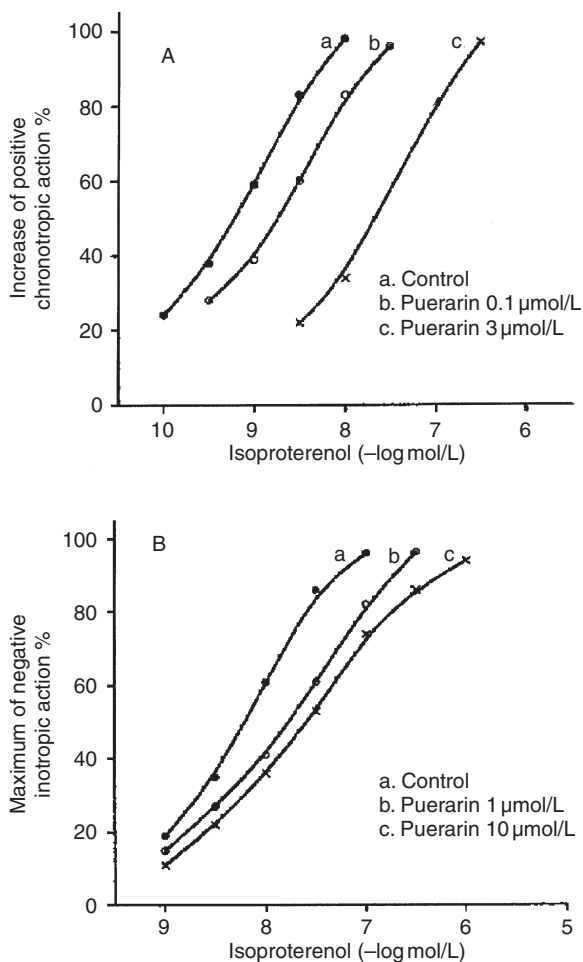 A
a
b
c
100
80
60
40
20
0
Increase of positive
chronotropic action %
a. Control
b. Puerarin 0.1 µmol/L
c. Puerarin 3 µmol/L
10 9 8 7 6
Isoproterenol (–log mol/L)
B
a
b
c
100
80
60
40
20
0
Maximum of negative
inotropic action %
a. Control
b. Puerarin 1 µmol/L
c. Puerarin 10 µmol/L
9 8 7 6 5
Isoproterenol (–log mol/L)